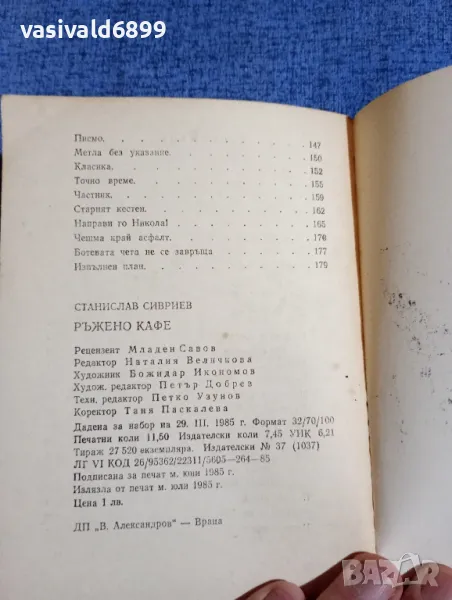 vasivald6899
Писмо. . . . . . . . . 147
Метла без указание. . . . . . . 150
Класика. . . . . . . . . 152
Точно време. . . . . . . . 155
Частник. . . . . . . . . 159
Старият кестен. . . . . . . . 162
Направи го Никола! . . . . . . . 165
Чешма край асфалт. . . . . . . 170
Ботевата чета не се завръща . . . . . 177
Изпълнен план. . . . . . . . 179
СТАНИСЛАВ СИВРИЕВ
РЪЖЕНО КАФЕ
Рецензент Младен Савов
Редактор Наталия Величкова
Художник Божидар Икономов
Худож. редактор Петър Добрев
Техн. редактор Петко Узунов
Коректор Таня Паскалева
Дадена за набор на 29. III. 1985 г. Формат 32/70/100
Печатни коли 11,50 Издателски коли 7,45 УИК 6,21
Тираж 27 520 екземпляра. Издателски № 37 (1037)
ЛГ VI КОД 26/95362/22311/5605—264—85
Подписана за печат м. юли 1985 г.
Излязла от печат м. юли 1985 г.
Цена 1 лв.
ДП „В. Александров“ — Враца
bazar.bg